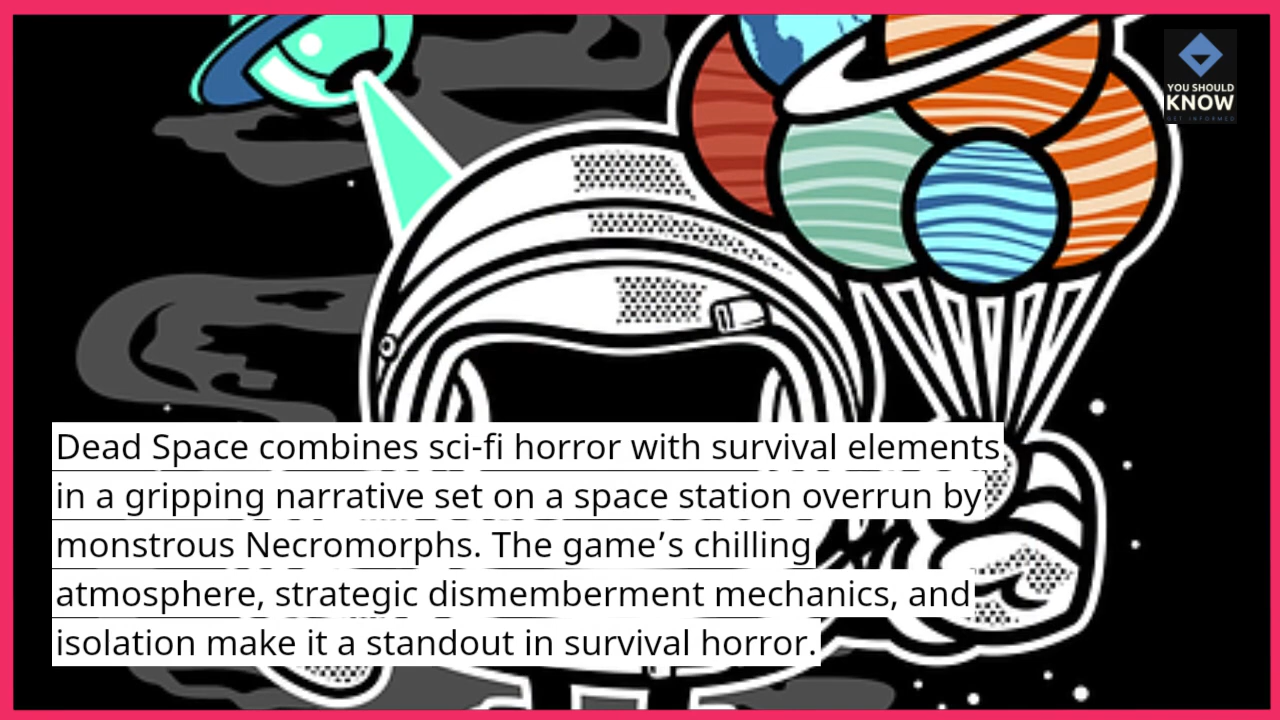 YOU SHOULD
KNOW
GET INFORMED
Dead Space combines sci-fi horror with survival elements
in a gripping narrative set on a space station overrun by
monstrous Necromorphs. The game’s chilling
atmosphere, strategic dismemberment mechanics, and
isolation make it a standout in survival horror.